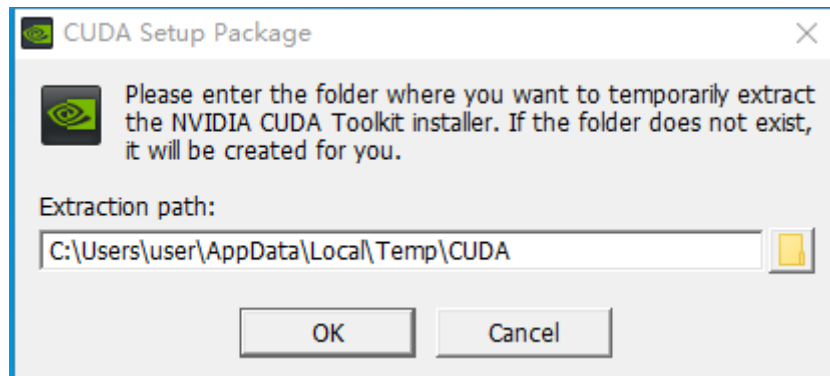 CUDA Setup Package
Please enter the folder where you want to temporarily extract
the NVIDIA CUDA Toolkit installer. If the folder does not exist,
it will be created for you.
Extraction path:
C:\Users\user\AppData\Local\Temp\CUDA
OK Cancel